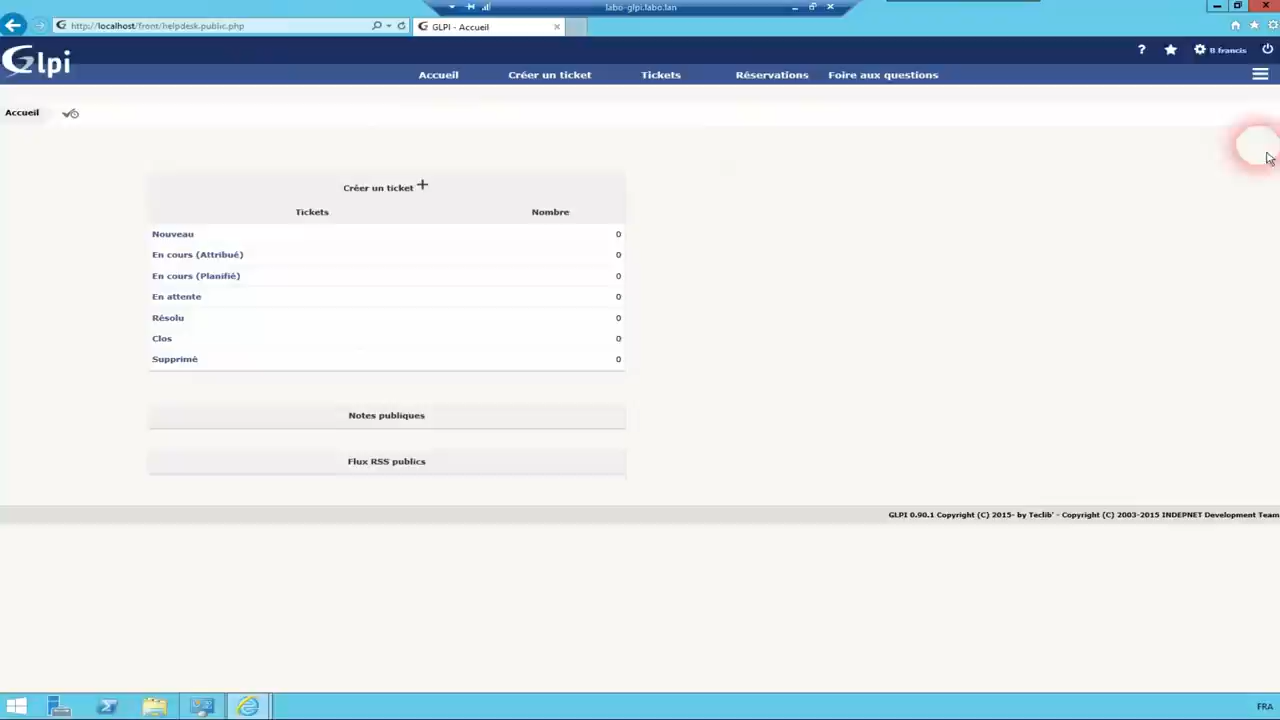 labo-glpi.labo.lan
http://localhost/front/helpdesk.public.php
GLPI - Accueil
Glpi
? B francis
Accueil Créer un ticket Tickets Réservations Foire aux questions
Accueil
Créer un ticket
Tickets Nombre
Nouveau 0
En cours (Attribué) 0
En cours (Planifié) 0
En attente 0
Résolu 0
Clos 0
Supprimé 0
Notes publiques
Flux RSS publics
GLPI 0.90.1 Copyright (C) 2015- by Teclib' - Copyright (C) 2003-2015 INDEPNET Development Team
FRA